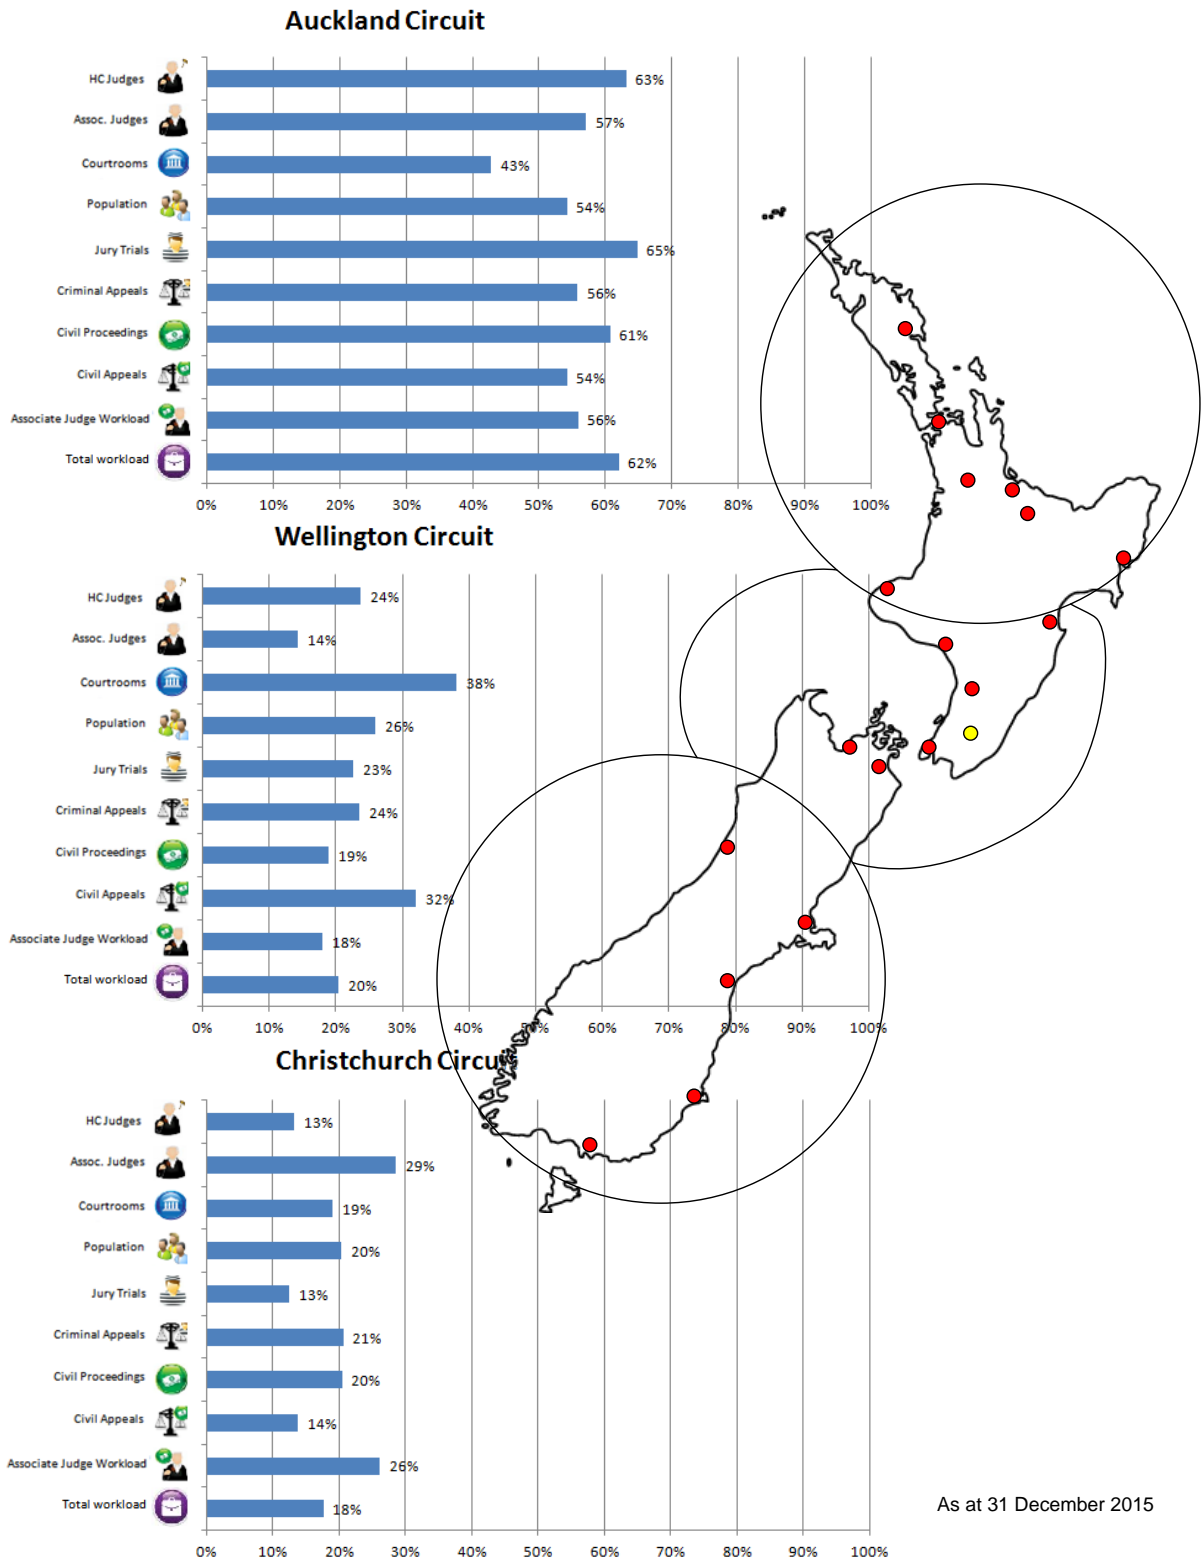 Auckland Circuit
HC Judges 63%
Assoc. Judges 57%
Courtrooms 43%
Population 54%
Jury Trials 65%
Criminal Appeals 56%
Civil Proceedings 61%
Civil Appeals 54%
Associate Judge Workload 56%
Total workload 62%
0% 10% 20% 30% 40% 50% 60% 70% 80% 90% 100%
Wellington Circuit
HC Judges 24%
Assoc. Judges 14%
Courtrooms 38%
Population 26%
Jury Trials 23%
Criminal Appeals 24%
Civil Proceedings 19%
Civil Appeals 32%
Associate Judge Workload 18%
Total workload 20%
0% 10% 20% 30% 40% 50% 60% 70% 80% 90% 100%
Christchurch Circuit
HC Judges 13%
Assoc. Judges 29%
Courtrooms 19%
Population 20%
Jury Trials 13%
Criminal Appeals 21%
Civil Proceedings 20%
Civil Appeals 14%
Associate Judge Workload 26%
Total workload 18%
As at 31 December 2015
0% 10% 20% 30% 40% 50% 60% 70% 80% 90% 100%